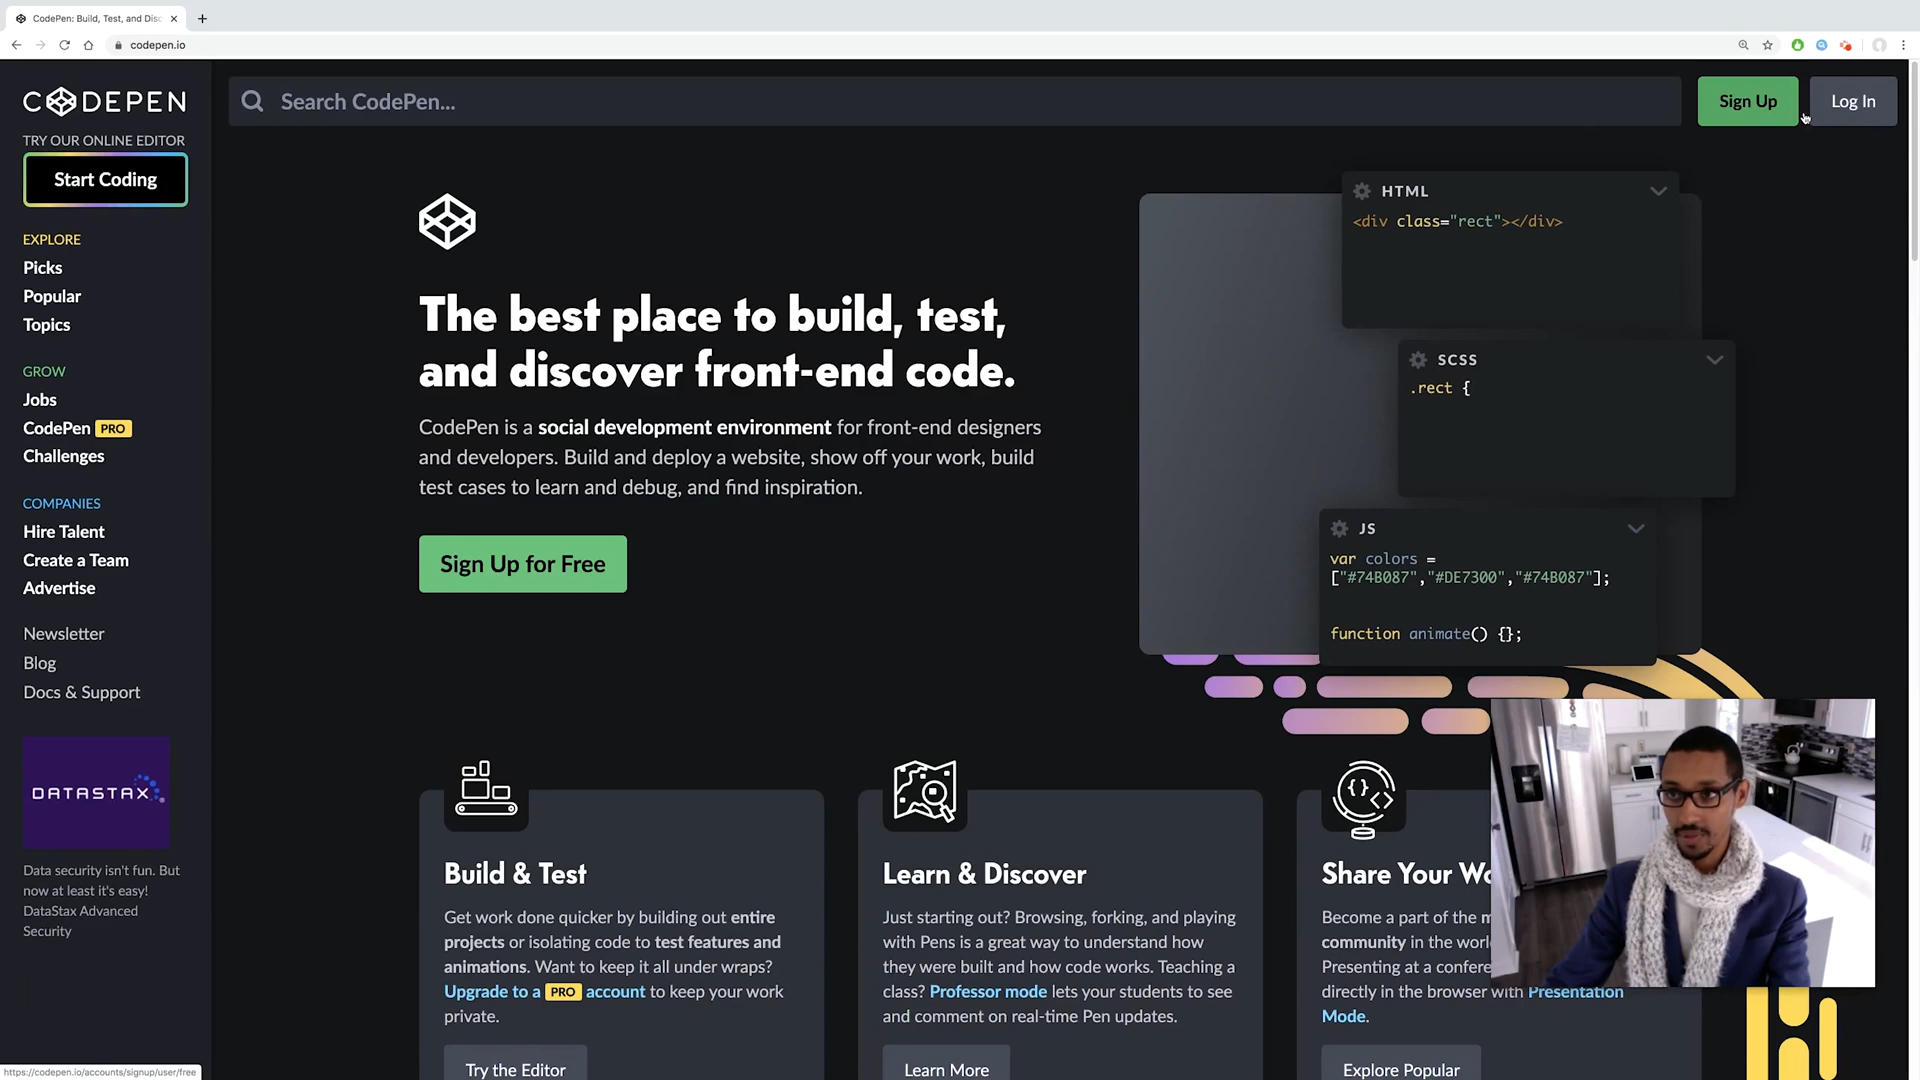 CodePen: Build, Test, and Disc
codepen.io
CODEPEN
TRY OUR ONLINE EDITOR
Start Coding
EXPLORE
Picks
Popular
Topics
GROW
Jobs
CodePen PRO
Challenges
COMPANIES
Hire Talent
Create a Team
Advertise
Newsletter
Blog
Docs & Support
DATASTAX
Data security isn't fun. But
now at least it's easy!
DataStax Advanced
Security
https://codepen.io/accounts/signup/user/free
Search CodePen...
Sign Up
Log In
The best place to build, test,
and discover front-end code.
CodePen is a social development environment for front-end designers
and developers. Build and deploy a website, show off your work, build
test cases to learn and debug, and find inspiration.
Sign Up for Free
HTML
<div class="rect"></div>
SCSS
.rect {
JS
var colors =
["#74B087","#DE7300","#74B087"];
function animate() {};
Build & Test
Get work done quicker by building out entire
projects or isolating code to test features and
animations. Want to keep it all under wraps?
Upgrade to a PRO account to keep your work
private.
Try the Editor
Learn & Discover
Just starting out? Browsing, forking, and playing
with Pens is a great way to understand how
they were built and how code works. Teaching a
class? Professor mode lets your students to see
and comment on real-time Pen updates.
Learn More
Share Your Wo
Become a part of the m
community in the worl
Presenting at a confere
directly in the browser with Presentation
Mode.
Explore Popular